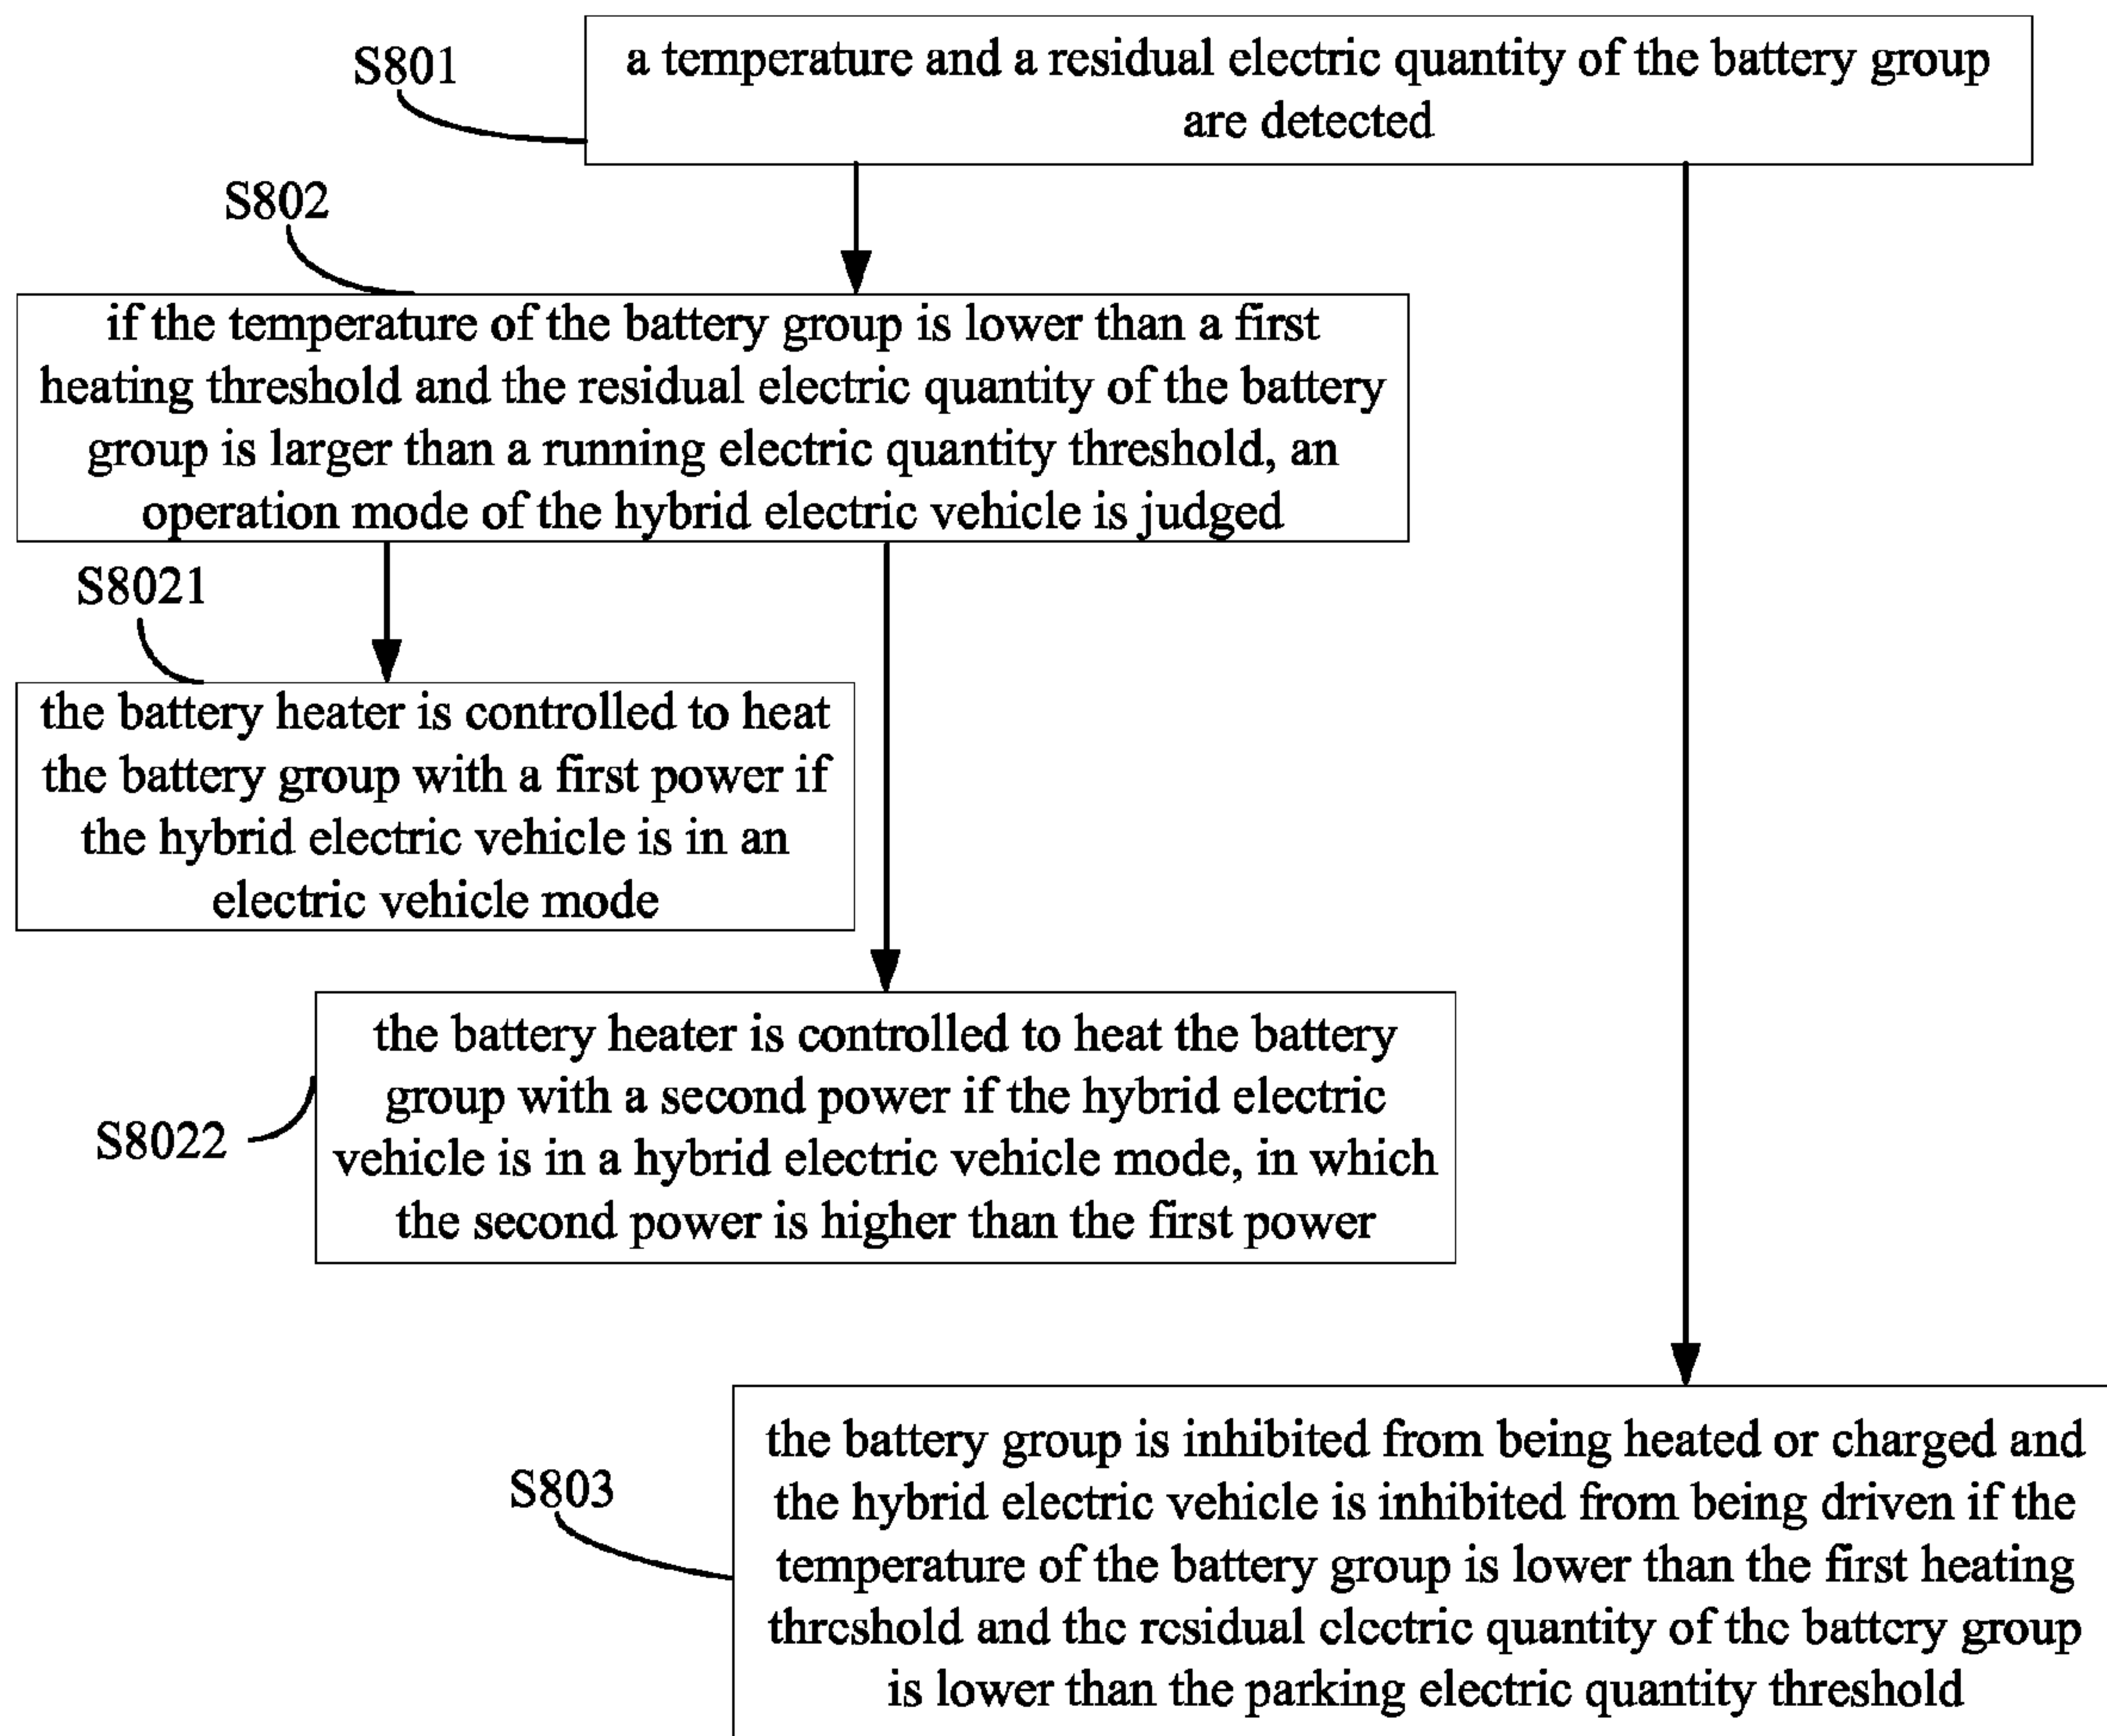 S801
a temperature and a residual electric quantity of the battery group
are detected
S802
if the temperature of the battery group is lower than a first
heating threshold and the residual electric quantity of the battery
group is larger than a running electric quantity threshold, an
operation mode of the hybrid electric vehicle is judged
S8021
the battery heater is controlled to heat
the battery group with a first power if
the hybrid electric vehicle is in an
electric vehicle mode
S8022
the battery heater is controlled to heat the battery
group with a second power if the hybrid electric
vehicle is in a hybrid electric vehicle mode, in which
the second power is higher than the first power
S803
the battery group is inhibited from being heated or charged and
the hybrid electric vehicle is inhibited from being driven if the
temperature of the battery group is lower than the first heating
threshold and the residual electric quantity of the battery group
is lower than the parking electric quantity threshold